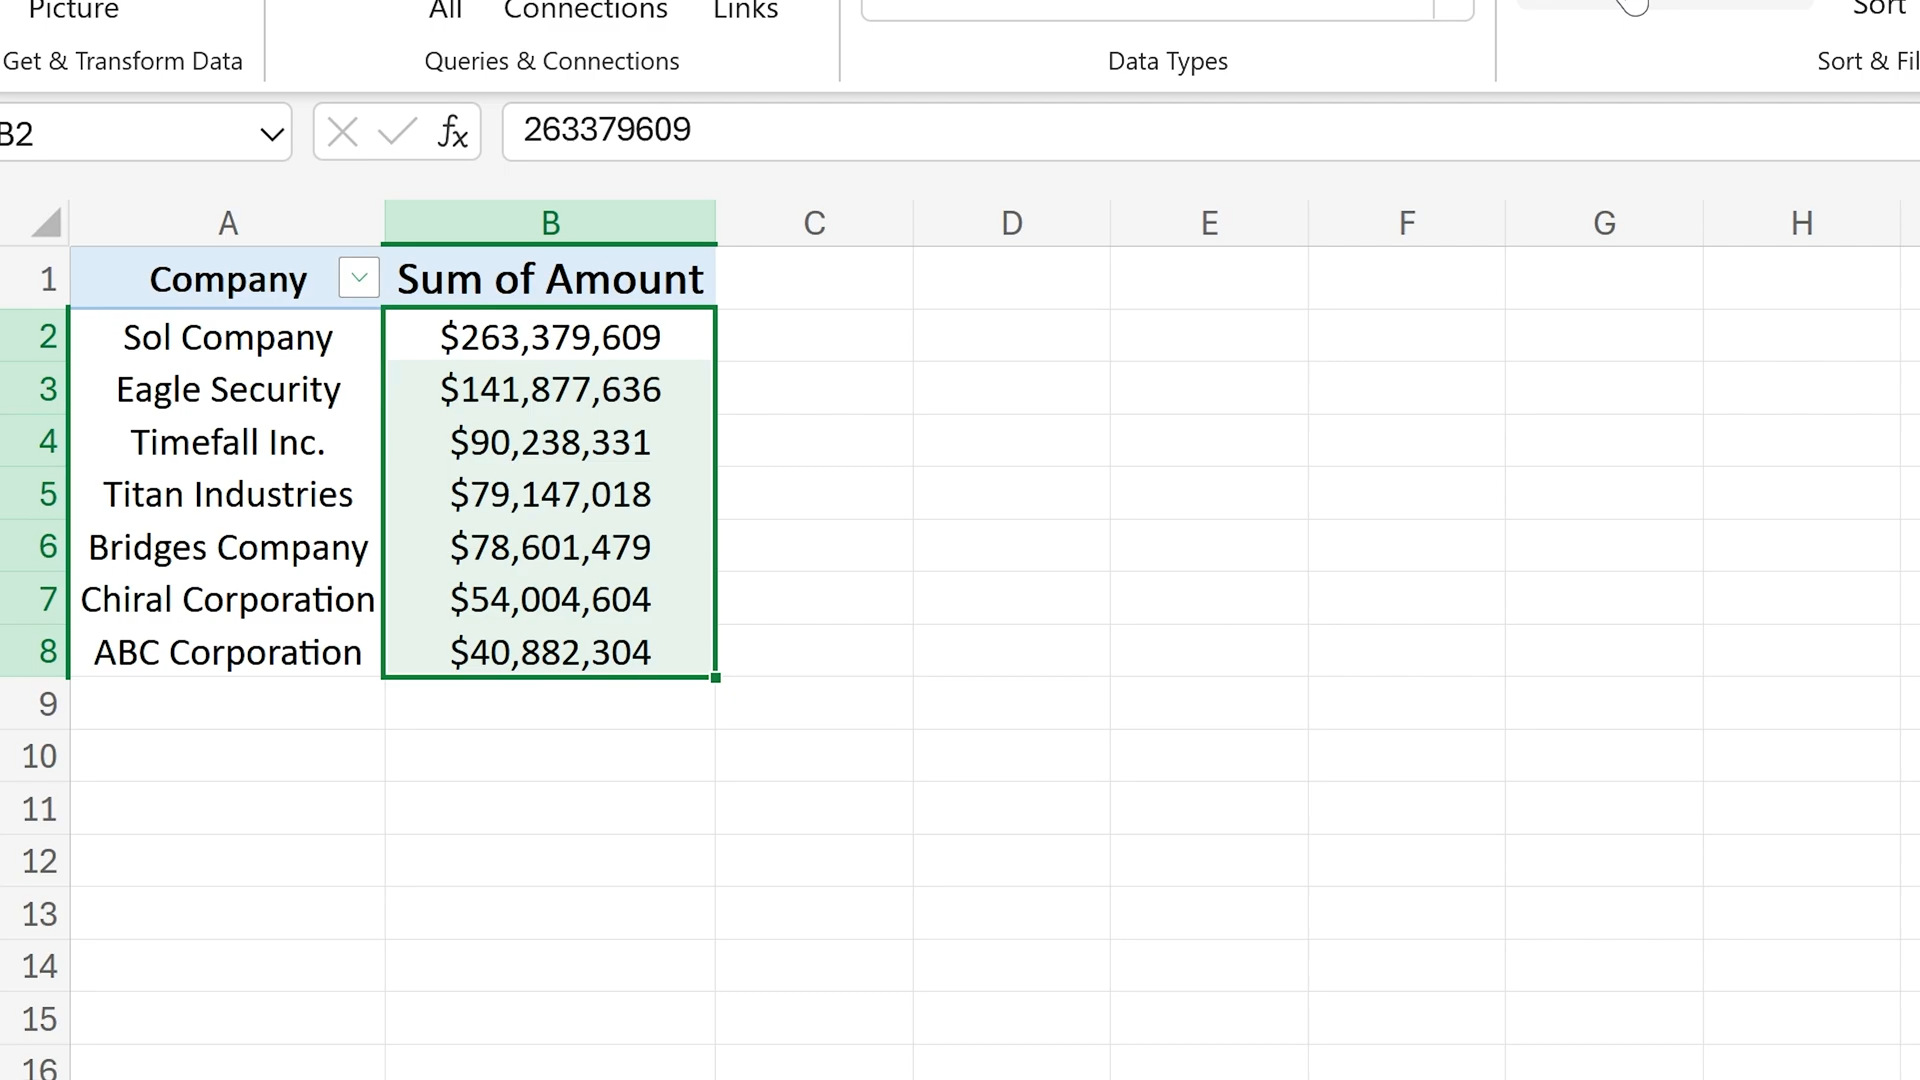 Picture All Connections Links Sort
Get & Transform Data Queries & Connections Data Types Sort & Fil
B2 fx 263379609
A B C D E F G H
1 Company Sum of Amount
2 Sol Company $263,379,609
3 Eagle Security $141,877,636
4 Timefall Inc. $90,238,331
5 Titan Industries $79,147,018
6 Bridges Company $78,601,479
7 Chiral Corporation $54,004,604
8 ABC Corporation $40,882,304
9
10
11
12
13
14
15
16